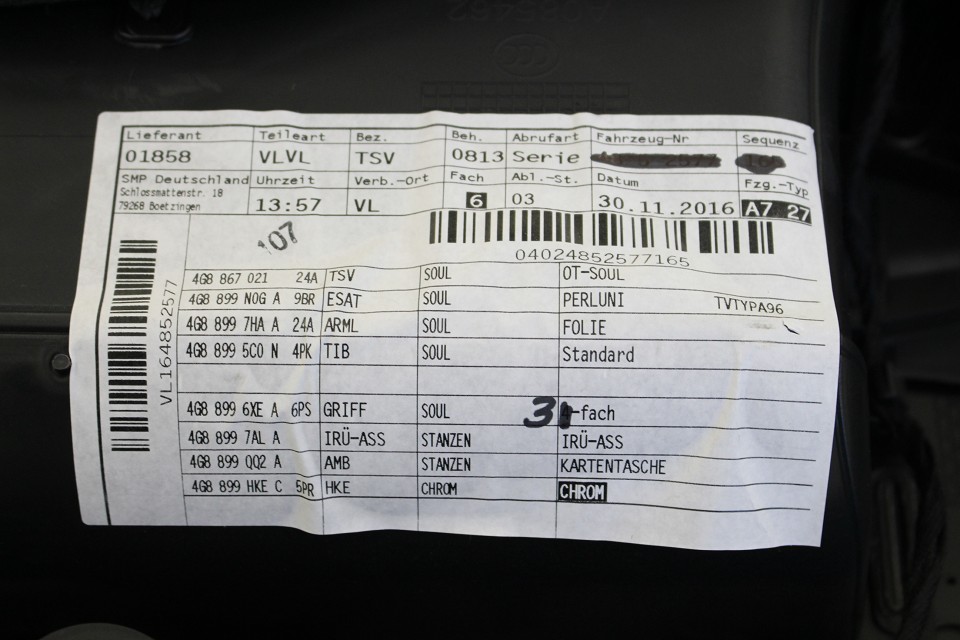 Lieferant Teileart Bez. Beh. Abrufart Fahrzeug-Nr Sequenz
01858 VLVL TSV 0813 Serie
SMP Deutschland Uhrzeit Verb.-Ort Fach Abl.-St. Datum Fzg.-Typ
Schlossmattenstr. 18
79268 Boetzingen 13:57 VL 6 03 30.11.2016 A7 27
107
04024852577165
VL164852577
4G8 867 021 24A TSV SOUL OT-SOUL
4G8 899 N0G A 9BR ESAT SOUL PERLUNI TVTYPA96
4G8 899 7HA A 24A ARML SOUL FOLIE
4G8 899 5C0 N 4PK TIB SOUL Standard
4G8 899 6XE A 6PS GRIFF SOUL 3 -fach
4G8 899 7AL A IRÜ-ASS STANZEN IRÜ-ASS
4G8 899 QQ2 A AMB STANZEN KARTENTASCHE
4G8 899 HKE C 5PR HKE CHROM CHROM